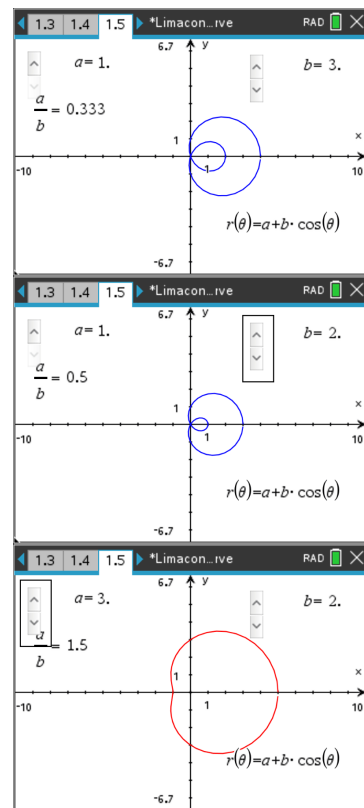 1.3 1.4 1.5 *Limacon...rve RAD
6.7 y
a= 1. b= 3.
a/b = 0.333
1
x
-10 1 10
r(θ)=a+b· cos(θ)
-6.7
1.3 1.4 1.5 *Limacon...rve RAD
6.7 y
a= 1. b= 2.
a/b = 0.5
1
x
-10 1 10
r(θ)=a+b· cos(θ)
-6.7
1.3 1.4 1.5 *Limacon...rve RAD
6.7 y
a= 3. b= 2.
a/b = 1.5
1
x
-10 1 10
r(θ)=a+b· cos(θ)
-6.7